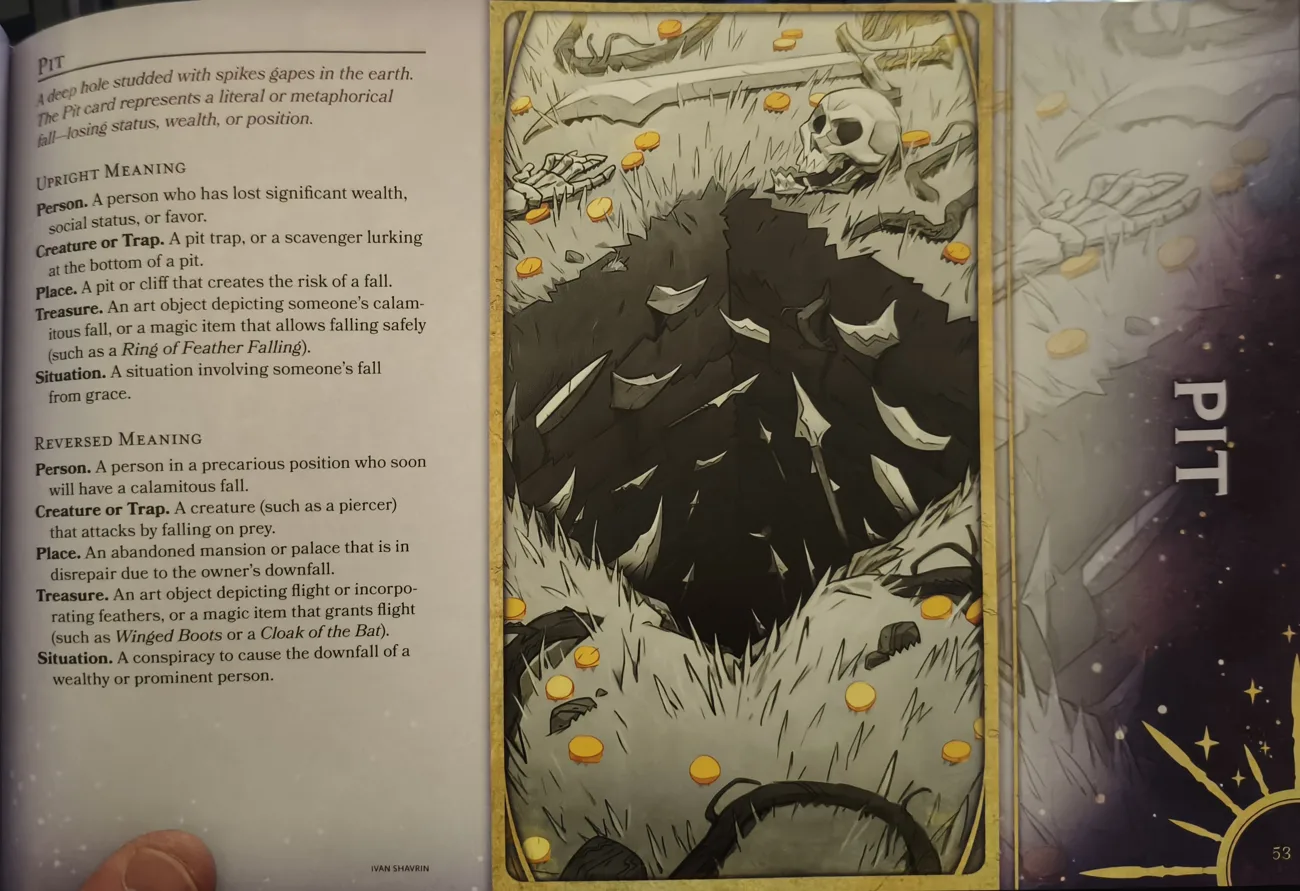 PIT
A deep hole studded with spikes gapes in the earth.
The Pit card represents a literal or metaphorical
fall—losing status, wealth, or position.
UPRIGHT MEANING
Person. A person who has lost significant wealth,
social status, or favor.
Creature or Trap. A pit trap, or a scavenger lurking
at the bottom of a pit.
Place. A pit or cliff that creates the risk of a fall.
Treasure. An art object depicting someone's calam-
itous fall, or a magic item that allows falling safely
(such as a Ring of Feather Falling).
Situation. A situation involving someone's fall
from grace.
REVERSED MEANING
Person. A person in a precarious position who soon
will have a calamitous fall.
Creature or Trap. A creature (such as a piercer)
that attacks by falling on prey.
Place. An abandoned mansion or palace that is in
disrepair due to the owner's downfall.
Treasure. An art object depicting flight or incorpo-
rating feathers, or a magic item that grants flight
(such as Winged Boots or a Cloak of the Bat).
Situation. A conspiracy to cause the downfall of a
wealthy or prominent person.
IVAN SHAVRIN
PIT
53